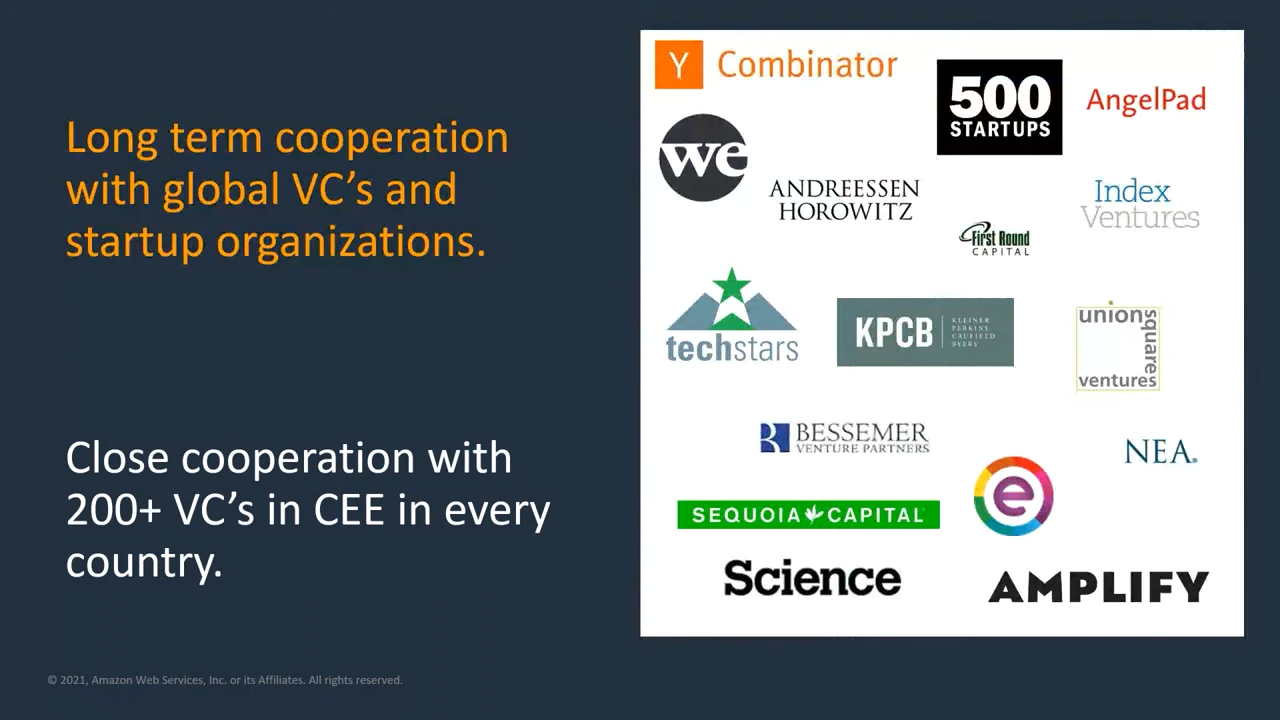 Long term cooperation
with global VC’s and
startup organizations.
Close cooperation with
200+ VC’s in CEE in every
country.
© 2021, Amazon Web Services, Inc. or its Affiliates. All rights reserved.
Y Combinator
500
STARTUPS
AngelPad
we
ANDREESSEN
HOROWITZ
Index
Ventures
First Round
CAPITAL
techstars
KPCB
KLEINER
PERKINS
CAUFIELD
BYERS
union
square
ventures
BESSEMER
VENTURE PARTNERS
NEA®
e
SEQUOIA CAPITAL
Science
AMPLIFY